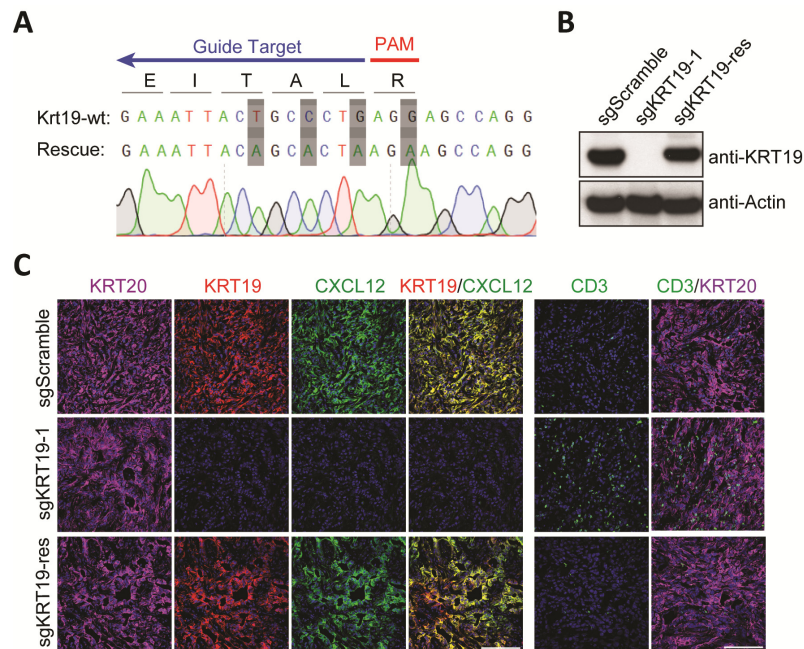 A
Guide Target PAM
E I T A L R
Krt19-wt: G A A A T T A C T G C C C T G A G G A G C C A G G
Rescue: G A A A T T A C A G C A C T A A G A A G C C A G G
B
sgScramble sgKRT19-1 sgKRT19-res
anti-KRT19
anti-Actin
C
KRT20 KRT19 CXCL12 KRT19/CXCL12 CD3 CD3/KRT20
sgScramble
sgKRT19-1
sgKRT19-res